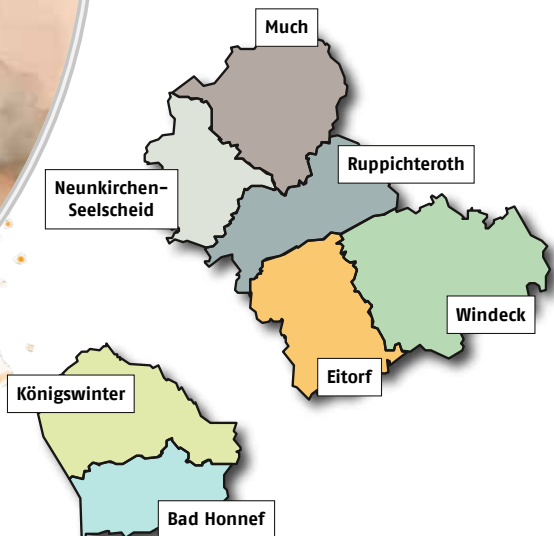 Much
Ruppichteroth
Neunkirchen-
Seelscheid
Windeck
Eitorf
Königswinter
Bad Honnef